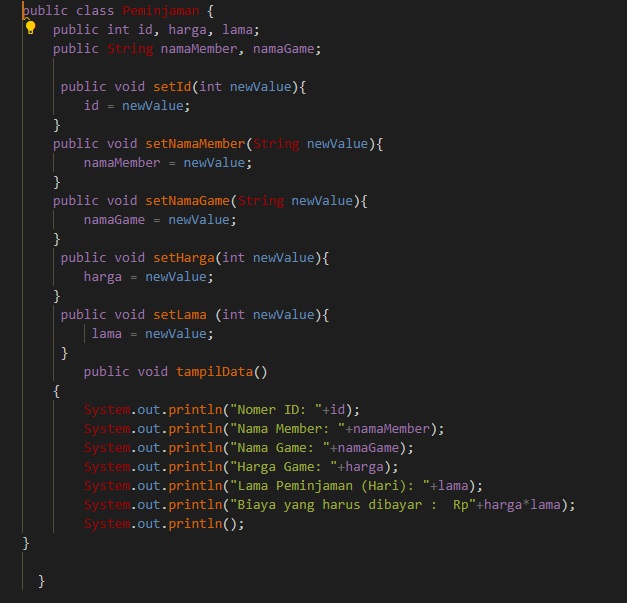 public class Peminjaman {
    public int id, harga, lama;
    public String namaMember, namaGame;

     public void setId(int newValue){
        id = newValue;
    }
    public void setNamaMember(String newValue){
        namaMember = newValue;
    }
    public void setNamaGame(String newValue){
        namaGame = newValue;
    }
     public void setHarga(int newValue){
        harga = newValue;
    }
     public void setLama (int newValue){
         lama = newValue;
     }
        public void tampilData()
    {
        System.out.println("Nomer ID: "+id);
        System.out.println("Nama Member: "+namaMember);
        System.out.println("Nama Game: "+namaGame);
        System.out.println("Harga Game: "+harga);
        System.out.println("Lama Peminjaman (Hari): "+lama);
        System.out.println("Biaya yang harus dibayar :  Rp"+harga*lama);
        System.out.println();
}

  }